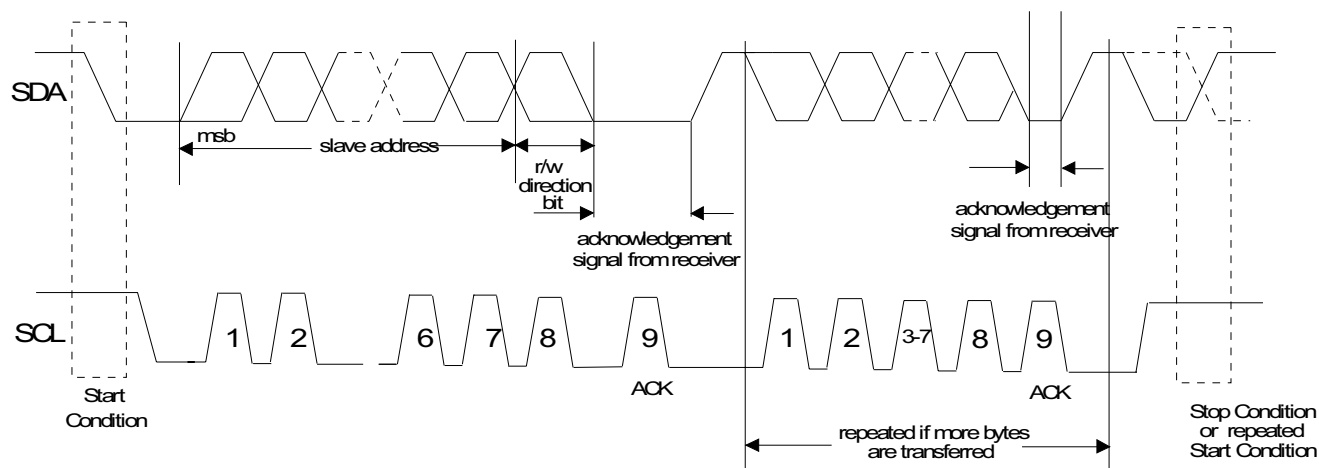 SDA
msb
slave address
r/w
direction
bit
acknowledgement
signal from receiver
acknowledgement
signal from receiver
SCL
1
2
6
7
8
9
1
2
3-7
8
9
ACK
ACK
Start
Condition
repeated if more bytes
are transferred
Stop Condition
or repeated
Start Condition